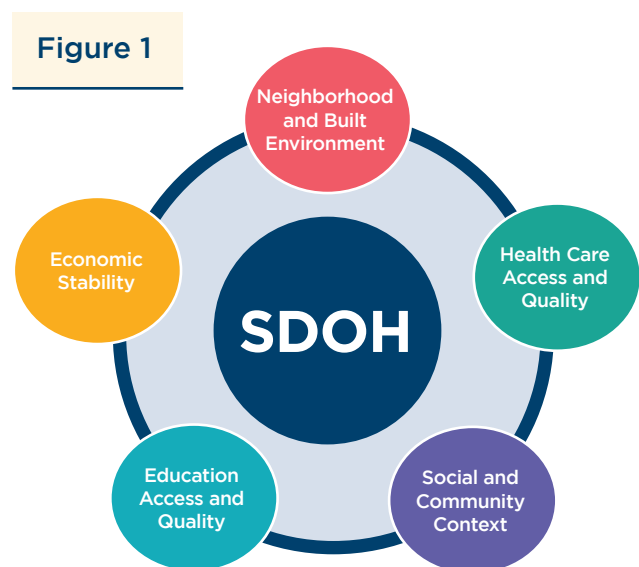 Figure 1
Neighborhood
and Built
Environment
Health Care
Access and
Quality
Social and
Community
Context
Education
Access and
Quality
Economic
Stability
SDOH